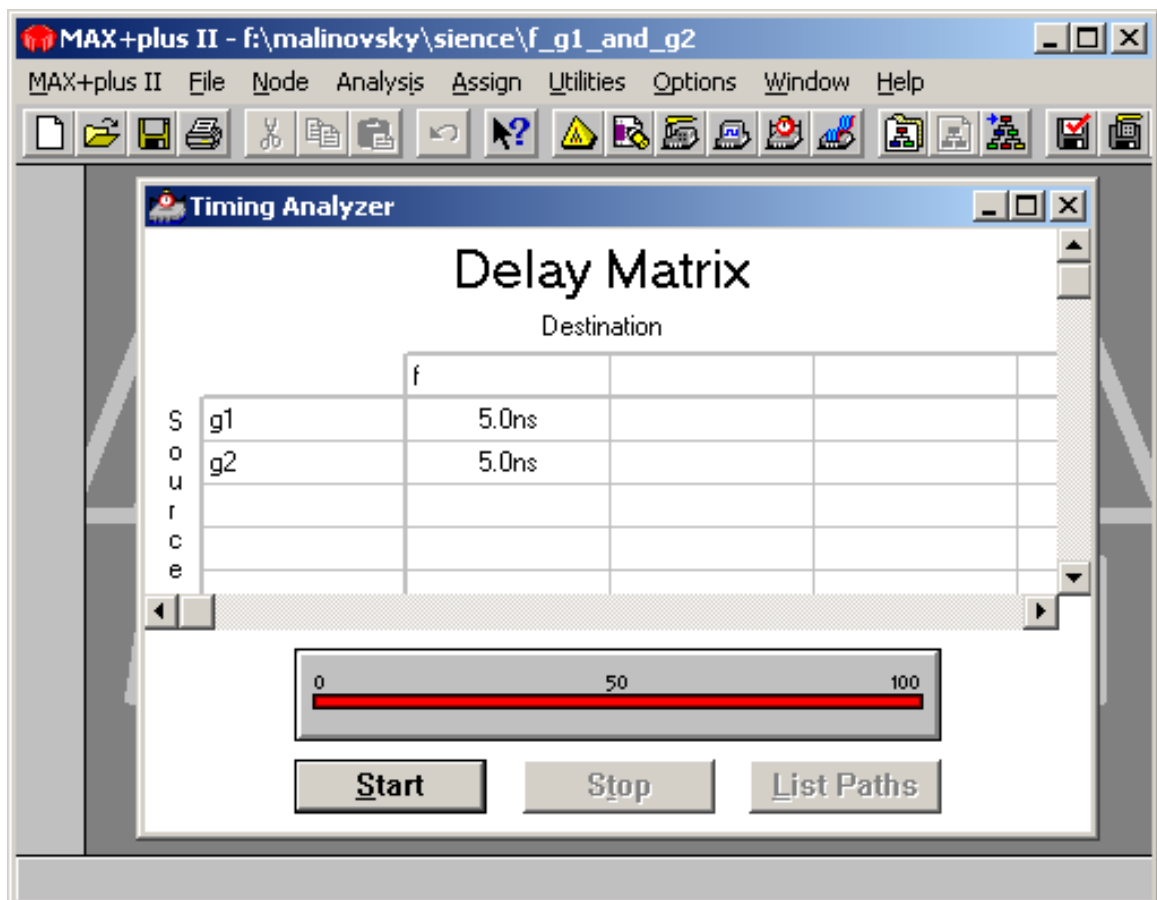 MAX+plus II - f:\malinovsky\sience\f_g1_and_g2
MAX+plus II File Node Analysis Assign Utilities Options Window Help
Timing Analyzer
Delay Matrix
Destination
f
Source
g1 5.0ns
g2 5.0ns
0 50 100
Start Stop List Paths